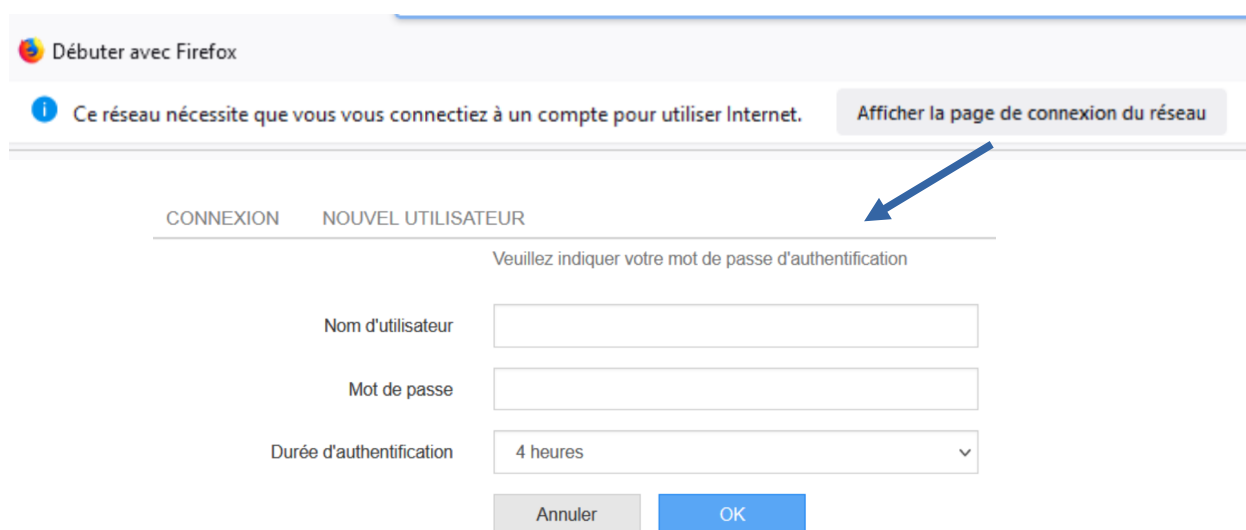 Débuter avec Firefox
Ce réseau nécessite que vous vous connectiez à un compte pour utiliser Internet. Afficher la page de connexion du réseau
CONNEXION NOUVEL UTILISATEUR
Veuillez indiquer votre mot de passe d'authentification
Nom d'utilisateur
Mot de passe
Durée d'authentification 4 heures
Annuler OK